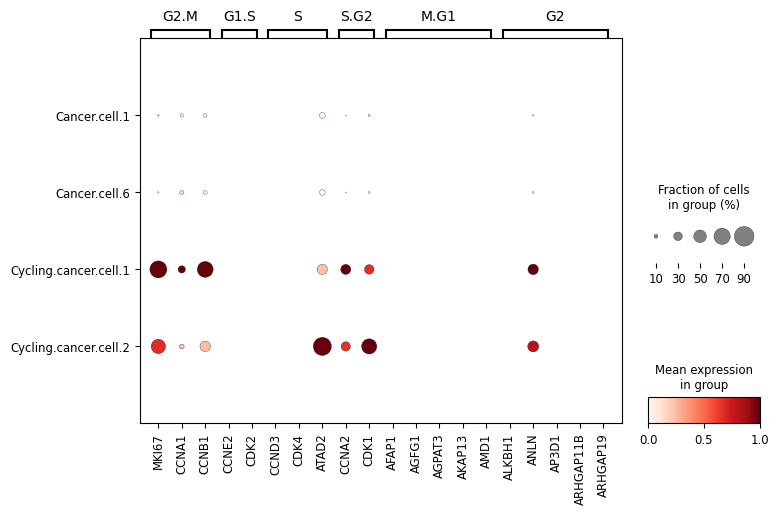 G2.M G1.S S S.G2 M.G1 G2
Cancer.cell.1
Cancer.cell.6
Cycling.cancer.cell.1
Cycling.cancer.cell.2
MKI67 CCNA1 CCNB1 CCNE2 CDK2 CCND3 CDK4 ATAD2 CCNA2 CDK1 AFAP1 AGFG1 AGPAT3 AKAP13 AMD1 ALKBH1 ANLN AP3D1 ARHGAP11B ARHGAP19
Fraction of cells
in group (%)
10 30 50 70 90
Mean expression
in group
0.0 0.5 1.0